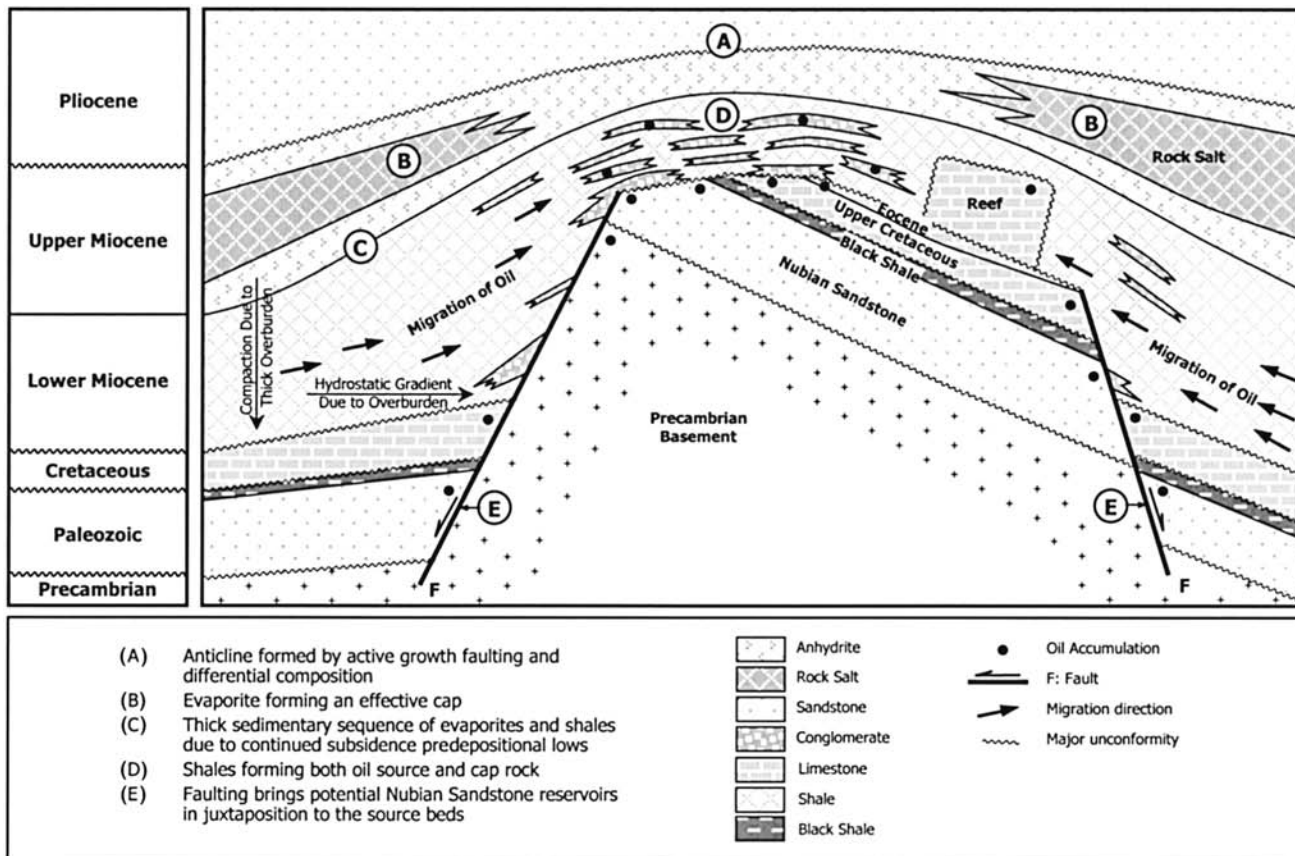 Pliocene
Upper Miocene
Lower Miocene
Cretaceous
Paleozoic
Precambrian
A
D
B
B
Rock Salt
C
Reef
Eocene
Upper Cretaceous
Black Shale
Nubian Sandstone
Migration of Oil
Migration of Oil
Compaction Due to
Thick Overburden
Hydrostatic Gradient
Due to Overburden
Precambrian
Basement
E
E
F
F
(A) Anticline formed by active growth faulting and
differential composition
(B) Evaporite forming an effective cap
(C) Thick sedimentary sequence of evaporites and shales
due to continued subsidence predepositional lows
(D) Shales forming both oil source and cap rock
(E) Faulting brings potential Nubian Sandstone reservoirs
in juxtaposition to the source beds
Anhydrite
Rock Salt
Sandstone
Conglomerate
Limestone
Shale
Black Shale
Oil Accumulation
F: Fault
Migration direction
Major unconformity